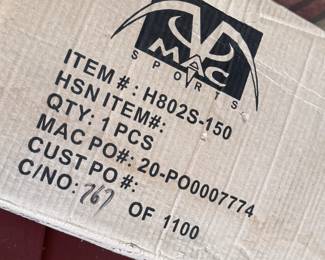 MAC
SPORTS
ITEM #: H802S-150
HSN ITEM#:
QTY: 1 PCS
MAC PO#: 20-PO0007774
CUST PO #:
C/NO: 767 OF 1100